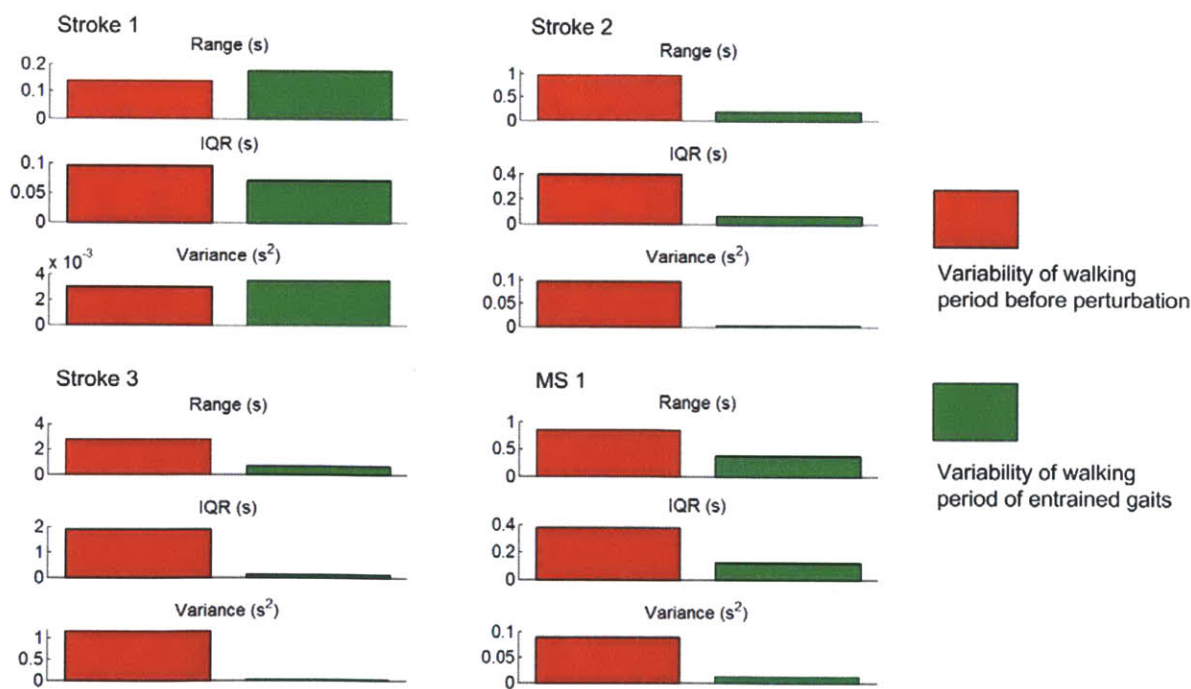 Stroke 1
Range (s)
0.2
0.1
0
IQR (s)
0.1
0.05
0
Variance (s²)
x 10⁻³
4
2
0
Stroke 2
Range (s)
1
0.5
0
IQR (s)
0.4
0.2
0
Variance (s²)
0.1
0.05
0
Stroke 3
Range (s)
4
2
0
IQR (s)
2
1
0
Variance (s²)
1
0.5
0
MS 1
Range (s)
1
0.5
0
IQR (s)
0.4
0.2
0
Variance (s²)
0.1
0.05
0
Variability of walking
period before perturbation
Variability of walking
period of entrained gaits